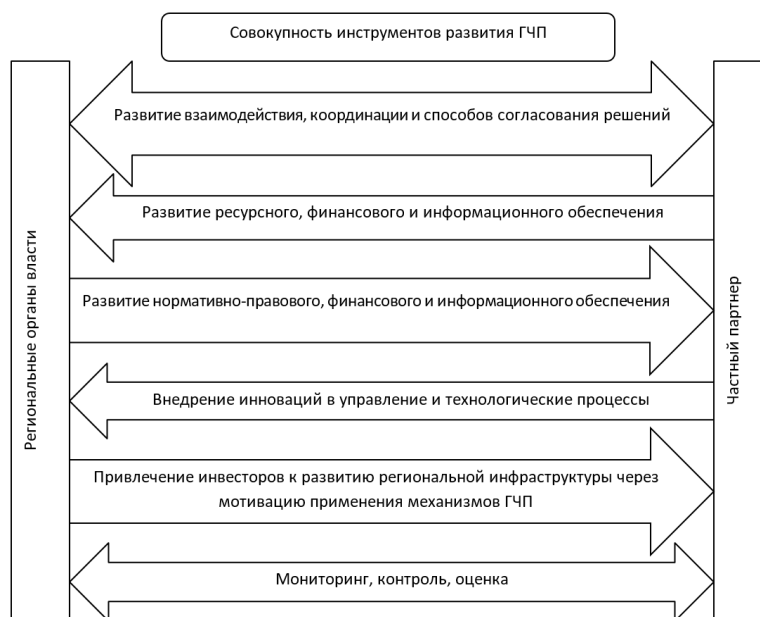 Совокупность инструментов развития ГЧП
Региональные органы власти
Развитие взаимодействия, координации и способов согласования решений
Развитие ресурсного, финансового и информационного обеспечения
Развитие нормативно-правового, финансового и информационного обеспечения
Внедрение инноваций в управление и технологические процессы
Привлечение инвесторов к развитию региональной инфраструктуры через
мотивацию применения механизмов ГЧП
Мониторинг, контроль, оценка
Частный партнер